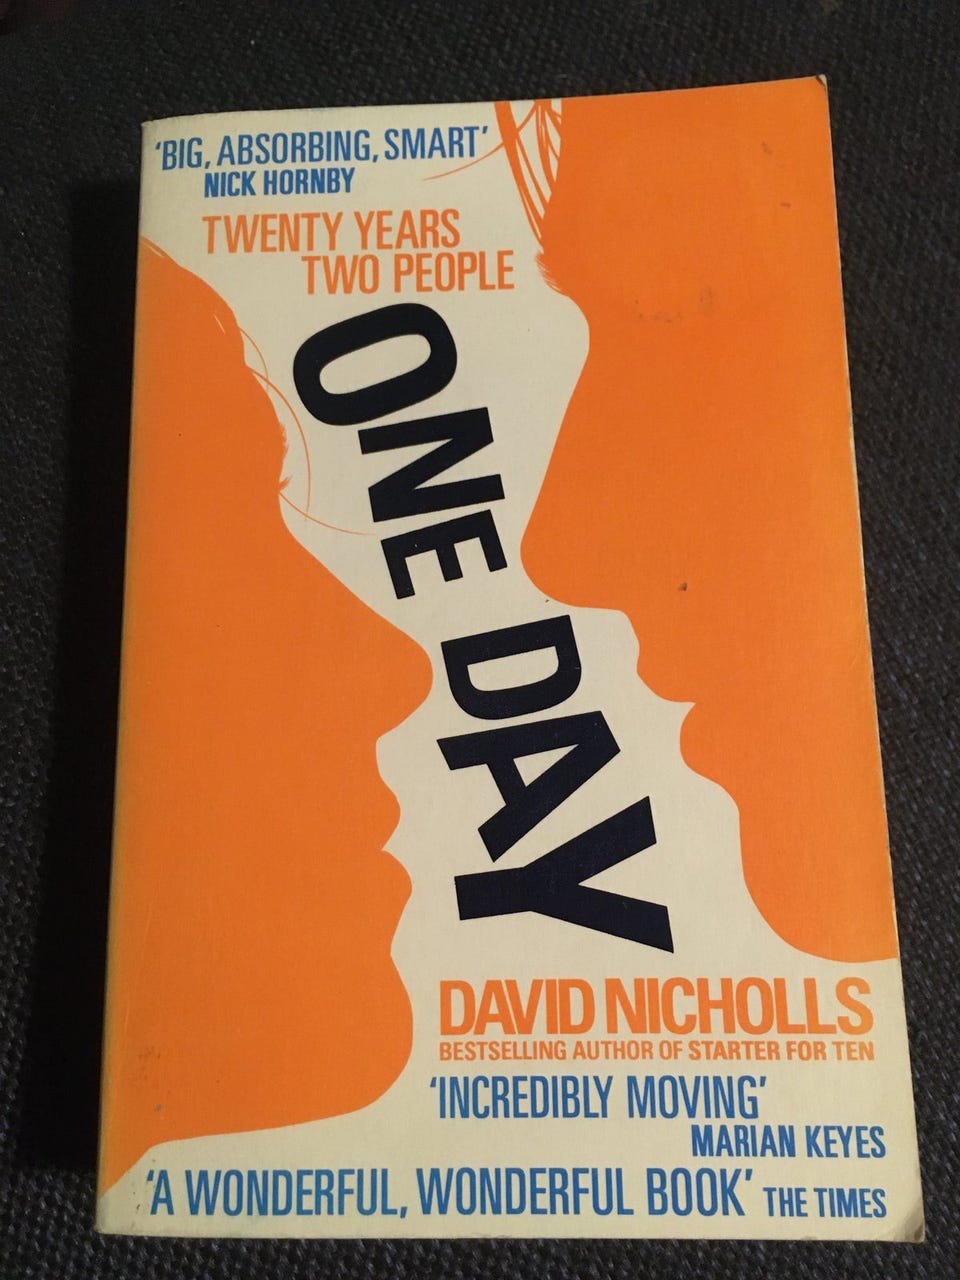 ‘BIG, ABSORBING, SMART’
NICK HORNBY
TWENTY YEARS
TWO PEOPLE
ONE DAY
DAVID NICHOLLS
BESTSELLING AUTHOR OF STARTER FOR TEN
‘INCREDIBLY MOVING’
MARIAN KEYES
‘A WONDERFUL, WONDERFUL BOOK’ THE TIMES